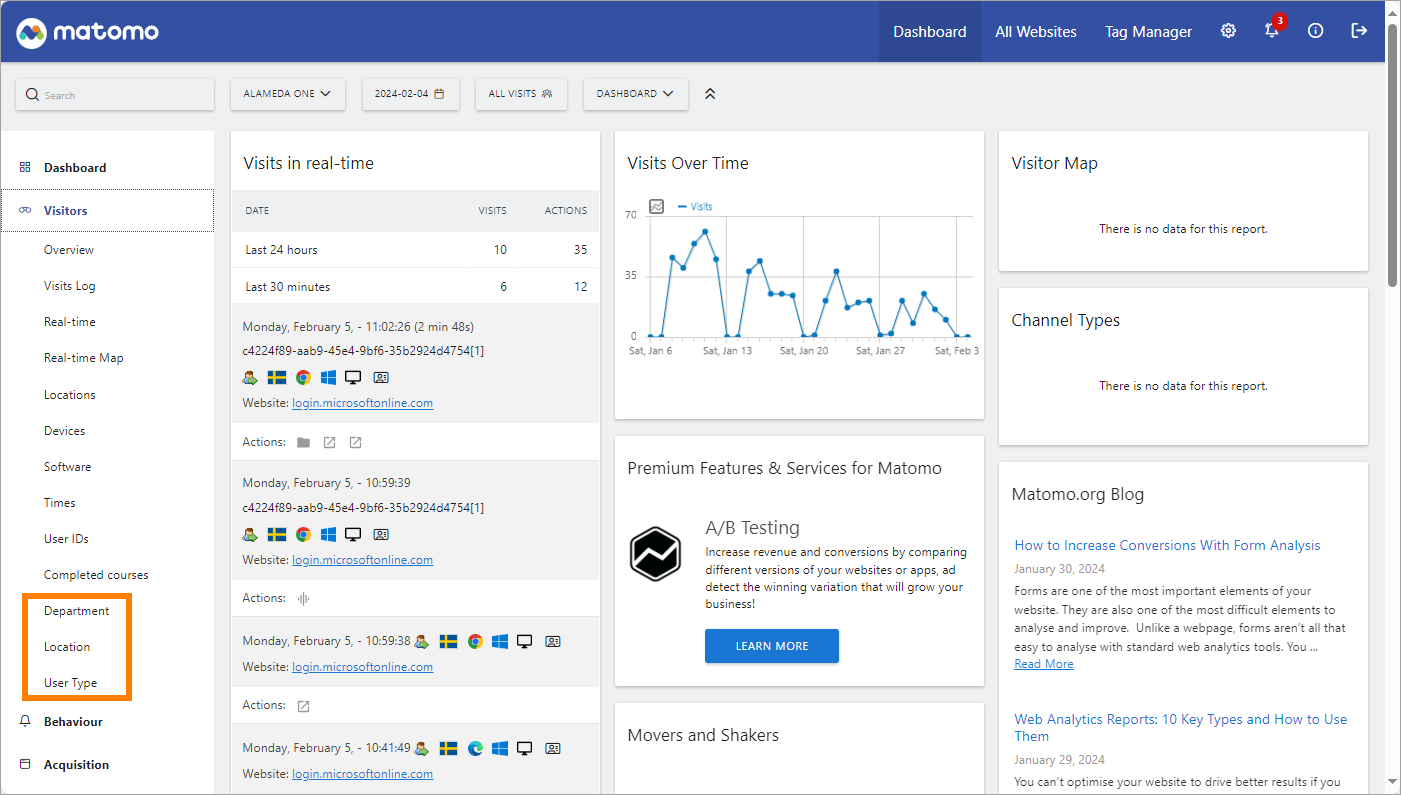 matomo
Dashboard
All Websites
Tag Manager
3
Search
ALAMEDA ONE
2024-02-04
ALL VISITS
DASHBOARD
Dashboard
Visitors
Overview
Visits Log
Real-time
Real-time Map
Locations
Devices
Software
Times
User IDs
Completed courses
Department
Location
User Type
Behaviour
Acquisition
Visits in real-time
DATE VISITS ACTIONS
Last 24 hours 10 35
Last 30 minutes 6 12
Monday, February 5, - 11:02:26 (2 min 48s)
c4224f89-aab9-45e4-9bf6-35b2924d4754[1]
Website: login.microsoftonline.com
Actions:
Monday, February 5, - 10:59:39
c4224f89-aab9-45e4-9bf6-35b2924d4754[1]
Website: login.microsoftonline.com
Actions:
Monday, February 5, - 10:59:38
Website: login.microsoftonline.com
Actions:
Monday, February 5, - 10:41:49
Website: login.microsoftonline.com
Visits Over Time
Visits
70
35
0
Sat, Jan 6 Sat, Jan 13 Sat, Jan 20 Sat, Jan 27 Sat, Feb 3
Premium Features & Services for Matomo
A/B Testing
Increase revenue and conversions by comparing
different versions of your websites or apps, ad
detect the winning variation that will grow your
business!
LEARN MORE
Movers and Shakers
Visitor Map
There is no data for this report.
Channel Types
There is no data for this report.
Matomo.org Blog
How to Increase Conversions With Form Analysis
January 30, 2024
Forms are one of the most important elements of your
website. They are also one of the most difficult elements to
analyse and improve. Unlike a webpage, forms aren't all that
easy to analyse with standard web analytics tools. You ...
Read More
Web Analytics Reports: 10 Key Types and How to Use
Them
January 29, 2024
You can't optimise your website to drive better results if you